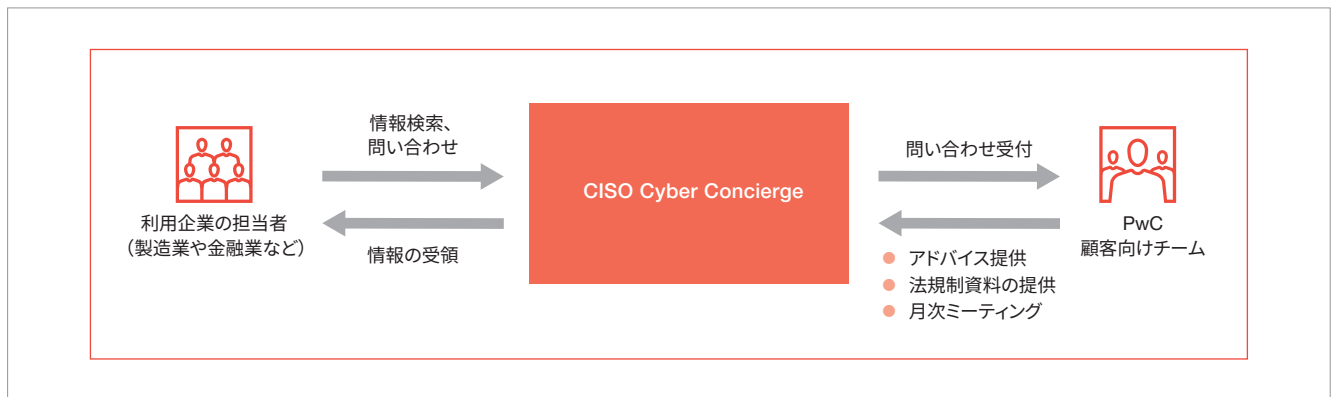 利用企業の担当者
（製造業や金融業など）
情報検索、
問い合わせ
情報の受領
CISO Cyber Concierge
問い合わせ受付
● アドバイス提供
● 法規制資料の提供
● 月次ミーティング
PwC
顧客向けチーム